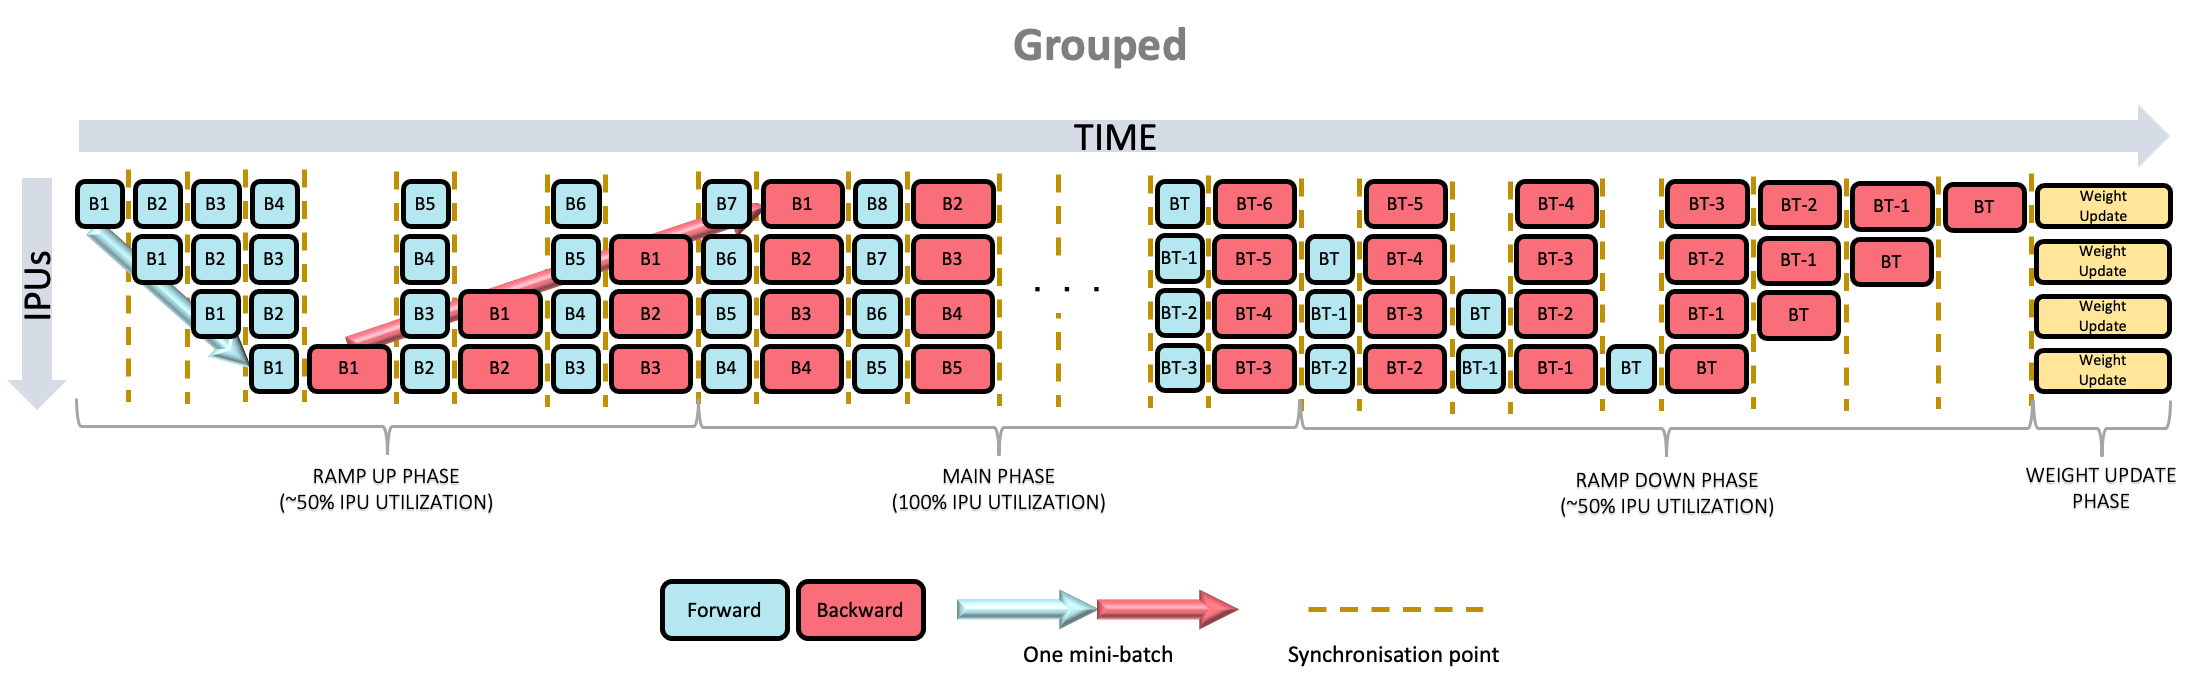 Grouped
TIME
IPUs
B1 B2 B3 B4 B5 B6 B7 B1 B8 B2 BT BT-6 BT-5 BT-4 BT-3 BT-2 BT-1 BT Weight Update
B1 B2 B3 B4 B5 B1 B6 B2 B7 B3 BT-1 BT-5 BT BT-4 BT-3 BT-2 BT-1 BT Weight Update
B1 B2 B3 B1 B4 B2 B5 B3 B6 B4 BT-2 BT-4 BT-1 BT-3 BT BT-2 BT-1 BT Weight Update
B1 B1 B2 B2 B3 B3 B4 B4 B5 B5 BT-3 BT-3 BT-2 BT-2 BT-1 BT-1 BT BT Weight Update
. . .
RAMP UP PHASE
(~50% IPU UTILIZATION)
MAIN PHASE
(100% IPU UTILIZATION)
RAMP DOWN PHASE
(~50% IPU UTILIZATION)
WEIGHT UPDATE
PHASE
Forward
Backward
One mini-batch
Synchronisation point